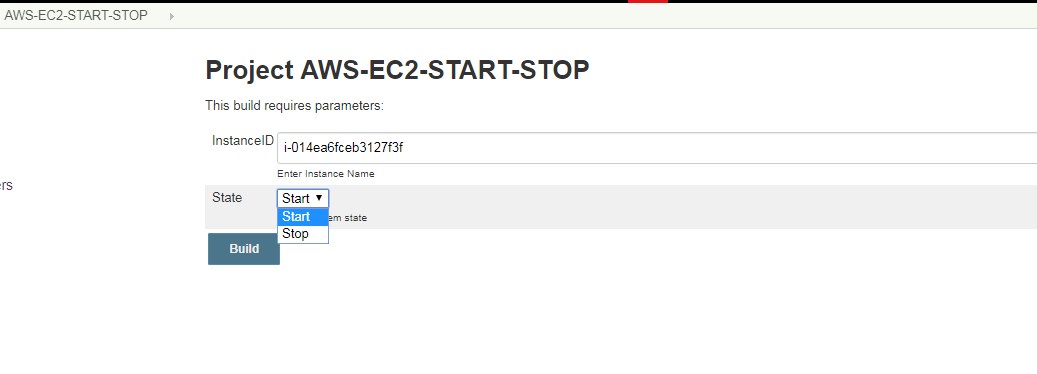 AWS-EC2-START-STOP
Project AWS-EC2-START-STOP
This build requires parameters:
InstanceID
i-014ea6fceb3127f3f
Enter Instance Name
State
Start
Start
em state
Stop
Build
ers